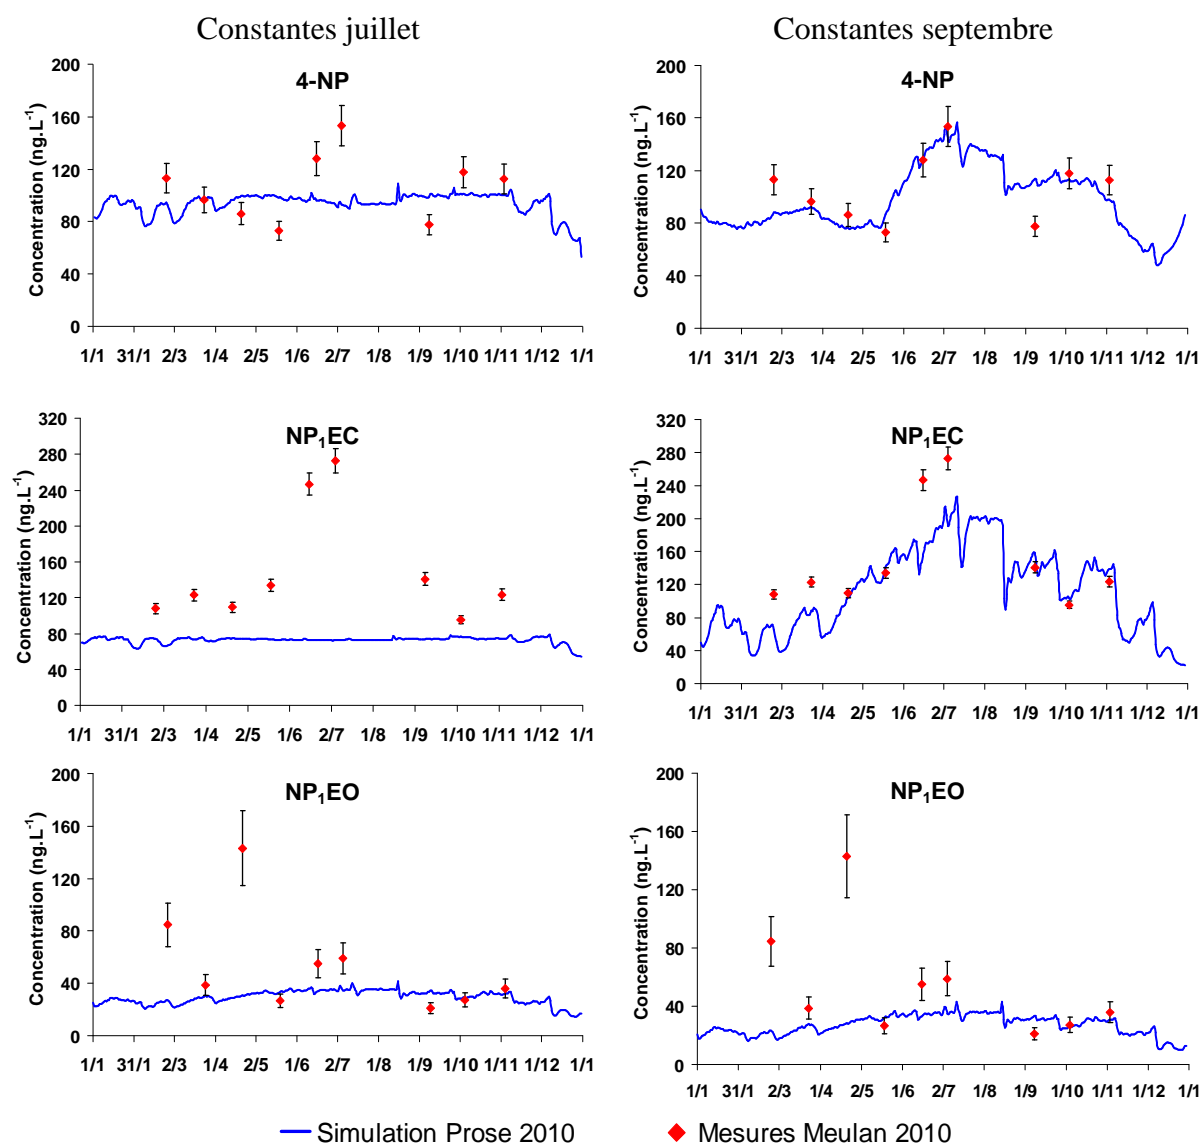 Constantes juillet
Constantes septembre
4-NP
Concentration (ng.L-1)
200
160
120
80
40
0
1/1 31/1 2/3 1/4 2/5 1/6 2/7 1/8 1/9 1/10 1/11 1/12 1/1
4-NP
Concentration (ng.L-1)
200
160
120
80
40
0
1/1 31/1 2/3 1/4 2/5 1/6 2/7 1/8 1/9 1/10 1/11 1/12 1/1
NP1EC
Concentration (ng.L-1)
320
280
240
200
160
120
80
40
0
1/1 31/1 2/3 1/4 2/5 1/6 2/7 1/8 1/9 1/10 1/11 1/12 1/1
NP1EC
Concentration (ng.L-1)
320
280
240
200
160
120
80
40
0
1/1 31/1 2/3 1/4 2/5 1/6 2/7 1/8 1/9 1/10 1/11 1/12 1/1
NP1EO
Concentration (ng.L-1)
200
160
120
80
40
0
1/1 31/1 2/3 1/4 2/5 1/6 2/7 1/8 1/9 1/10 1/11 1/12 1/1
NP1EO
Concentration (ng.L-1)
200
160
120
80
40
0
1/1 31/1 2/3 1/4 2/5 1/6 2/7 1/8 1/9 1/10 1/11 1/12 1/1
Simulation Prose 2010
Mesures Meulan 2010